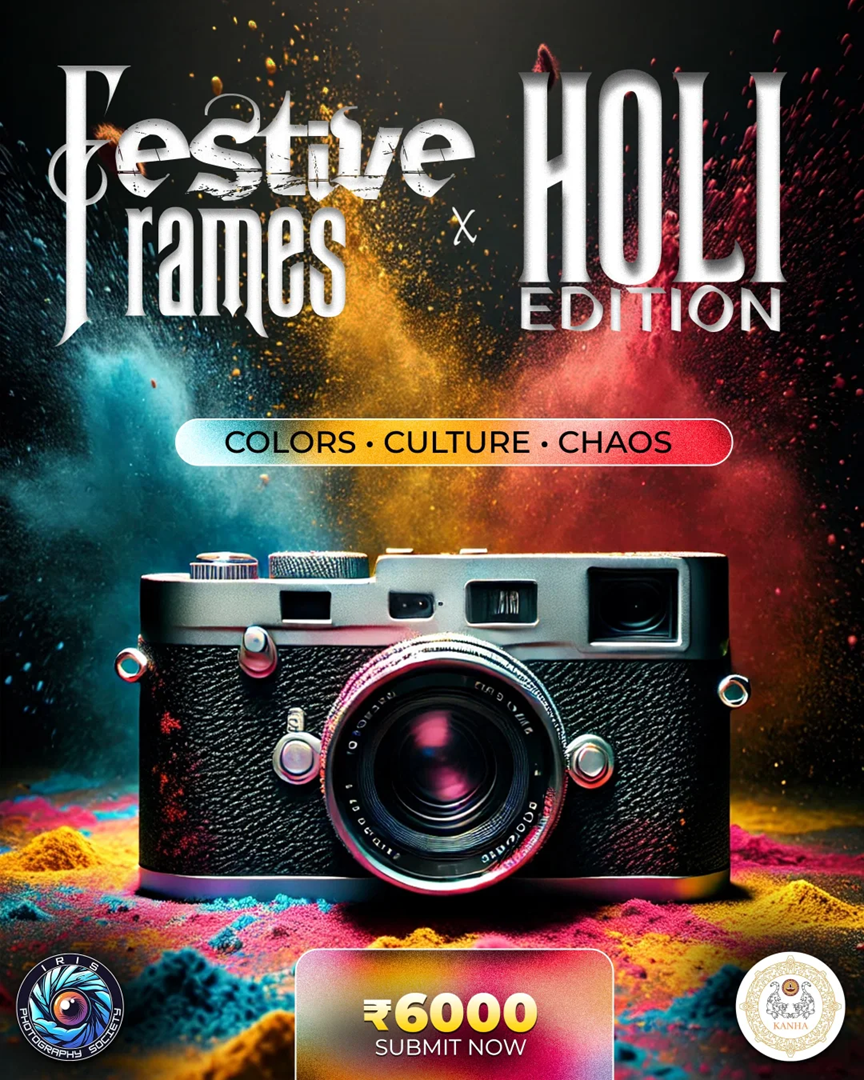 Festive
Frames
x
HOLI
EDITION
COLORS • CULTURE • CHAOS
₹6000
SUBMIT NOW
IRIS
PHOTOGRAPHY SOCIETY
KANHA